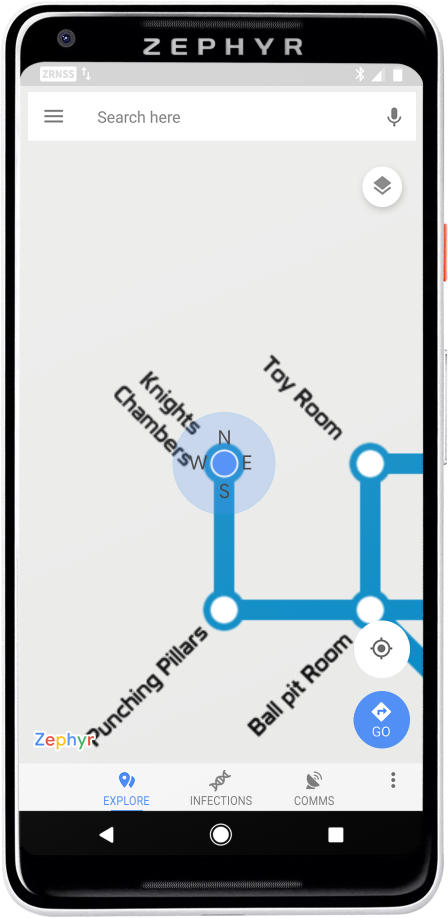 ZEPHYR
ZRNSS
Search here
Toy Room
Knights
Chambers
N
W
E
S
Punching Pillars
Ball pit Room
GO
Zephyr
EXPLORE
INFECTIONS
COMMS